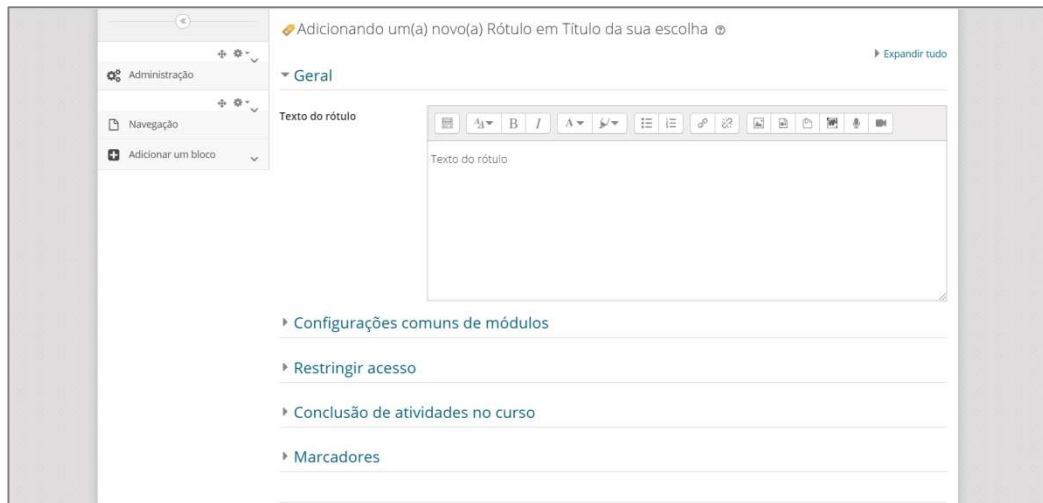 Adicionando um(a) novo(a) Rótulo em Título da sua escolha
Expandir tudo
Administração
Geral
Navegação
Texto do rótulo
Adicionar um bloco
Texto do rótulo
Configurações comuns de módulos
Restringir acesso
Conclusão de atividades no curso
Marcadores